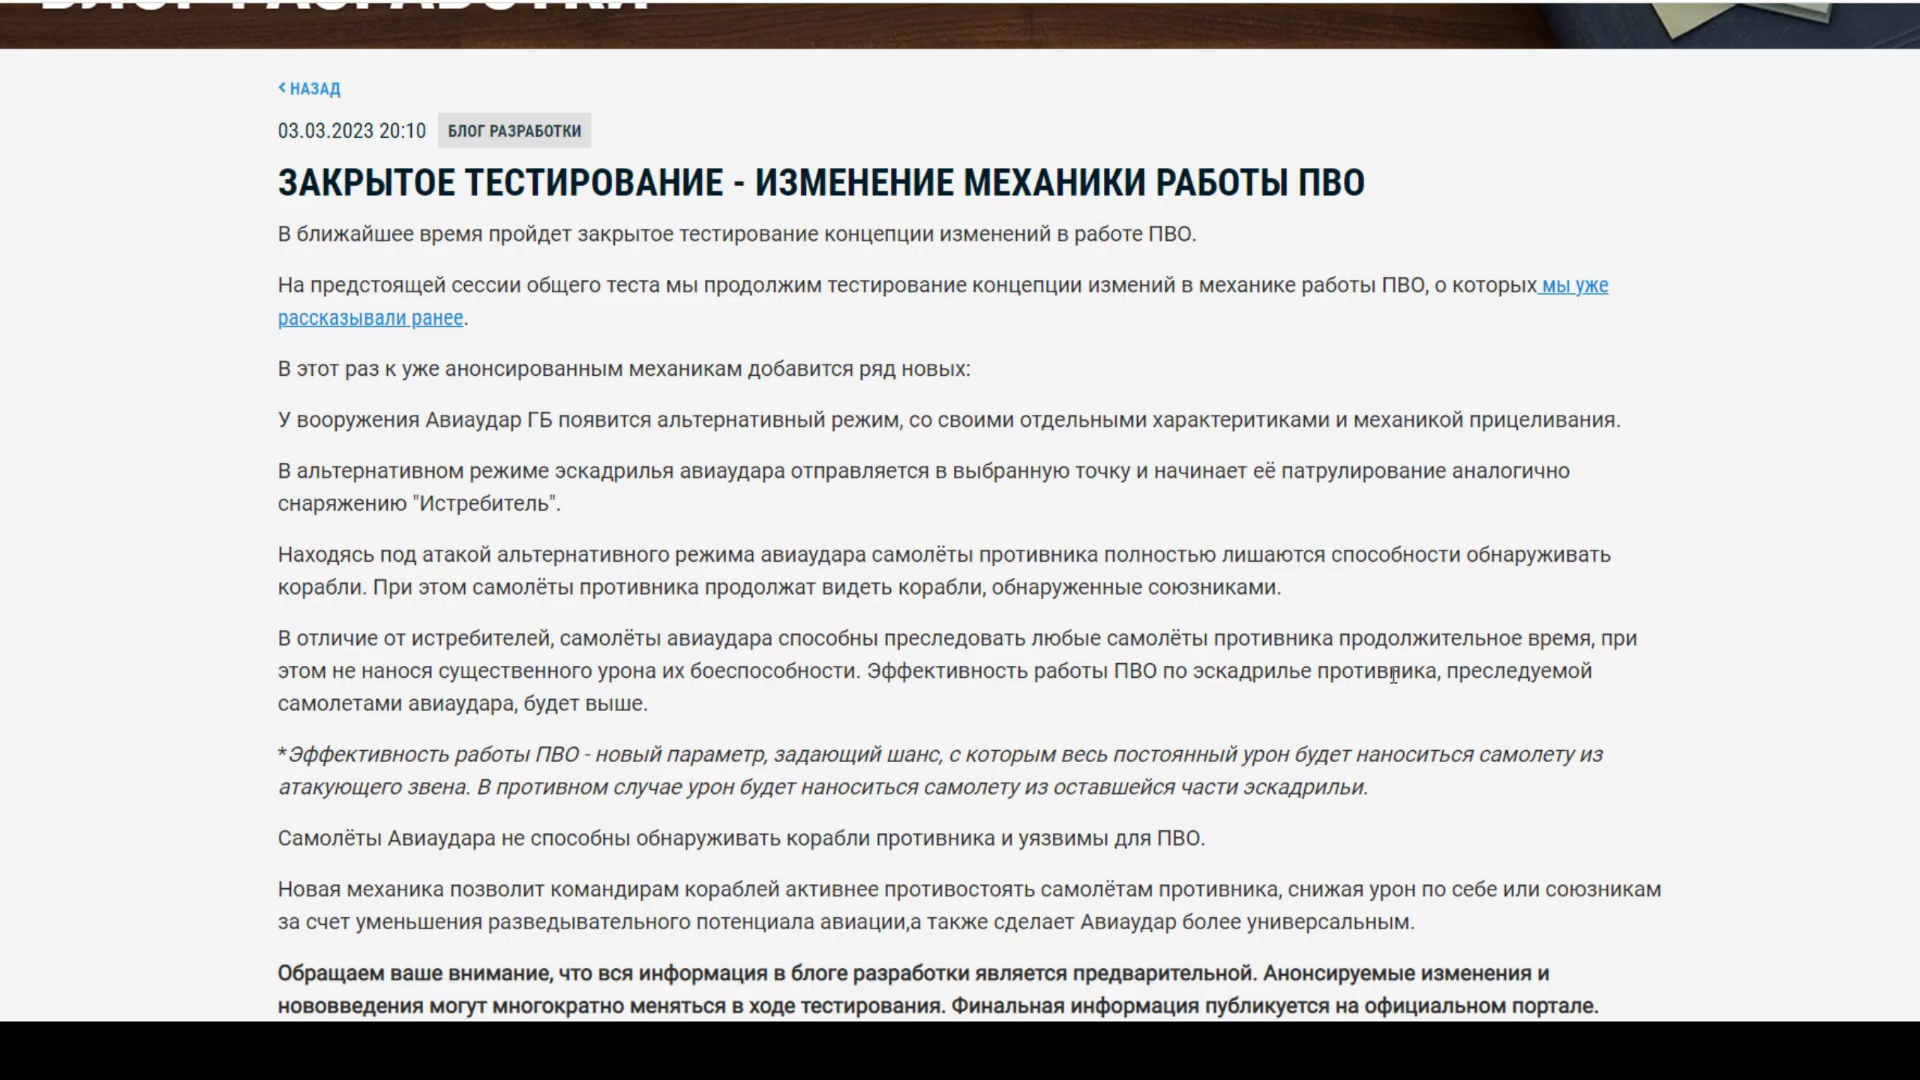 НАЗАД
03.03.2023 20:10 БЛОГ РАЗРАБОТКИ
ЗАКРЫТОЕ ТЕСТИРОВАНИЕ - ИЗМЕНЕНИЕ МЕХАНИКИ РАБОТЫ ПВО
В ближайшее время пройдет закрытое тестирование концепции изменений в работе ПВО.
На предстоящей сессии общего теста мы продолжим тестирование концепции измений в механике работы ПВО, о которых мы уже
рассказывали ранее.
В этот раз к уже анонсированным механикам добавится ряд новых:
У вооружения Авиаудар ГБ появится альтернативный режим, со своими отдельными характеритиками и механикой прицеливания.
В альтернативном режиме эскадрилья авиаудара отправляется в выбранную точку и начинает её патрулирование аналогично
снаряжению "Истребитель".
Находясь под атакой альтернативного режима авиаудара самолёты противника полностью лишаются способности обнаруживать
корабли. При этом самолёты противника продолжат видеть корабли, обнаруженные союзниками.
В отличие от истребителей, самолёты авиаудара способны преследовать любые самолёты противника продолжительное время, при
этом не нанося существенного урона их боеспособности. Эффективность работы ПВО по эскадрилье противника, преследуемой
самолетами авиаудара, будет выше.
*Эффективность работы ПВО - новый параметр, задающий шанс, с которым весь постоянный урон будет наноситься самолету из
атакующего звена. В противном случае урон будет наноситься самолету из оставшейся части эскадрильи.
Самолёты Авиаудара не способны обнаруживать корабли противника и уязвимы для ПВО.
Новая механика позволит командирам кораблей активнее противостоять самолётам противника, снижая урон по себе или союзникам
за счет уменьшения разведывательного потенциала авиации,а также сделает Авиаудар более универсальным.
Обращаем ваше внимание, что вся информация в блоге разработки является предварительной. Анонсируемые изменения и
нововведения могут многократно меняться в ходе тестирования. Финальная информация публикуется на официальном портале.